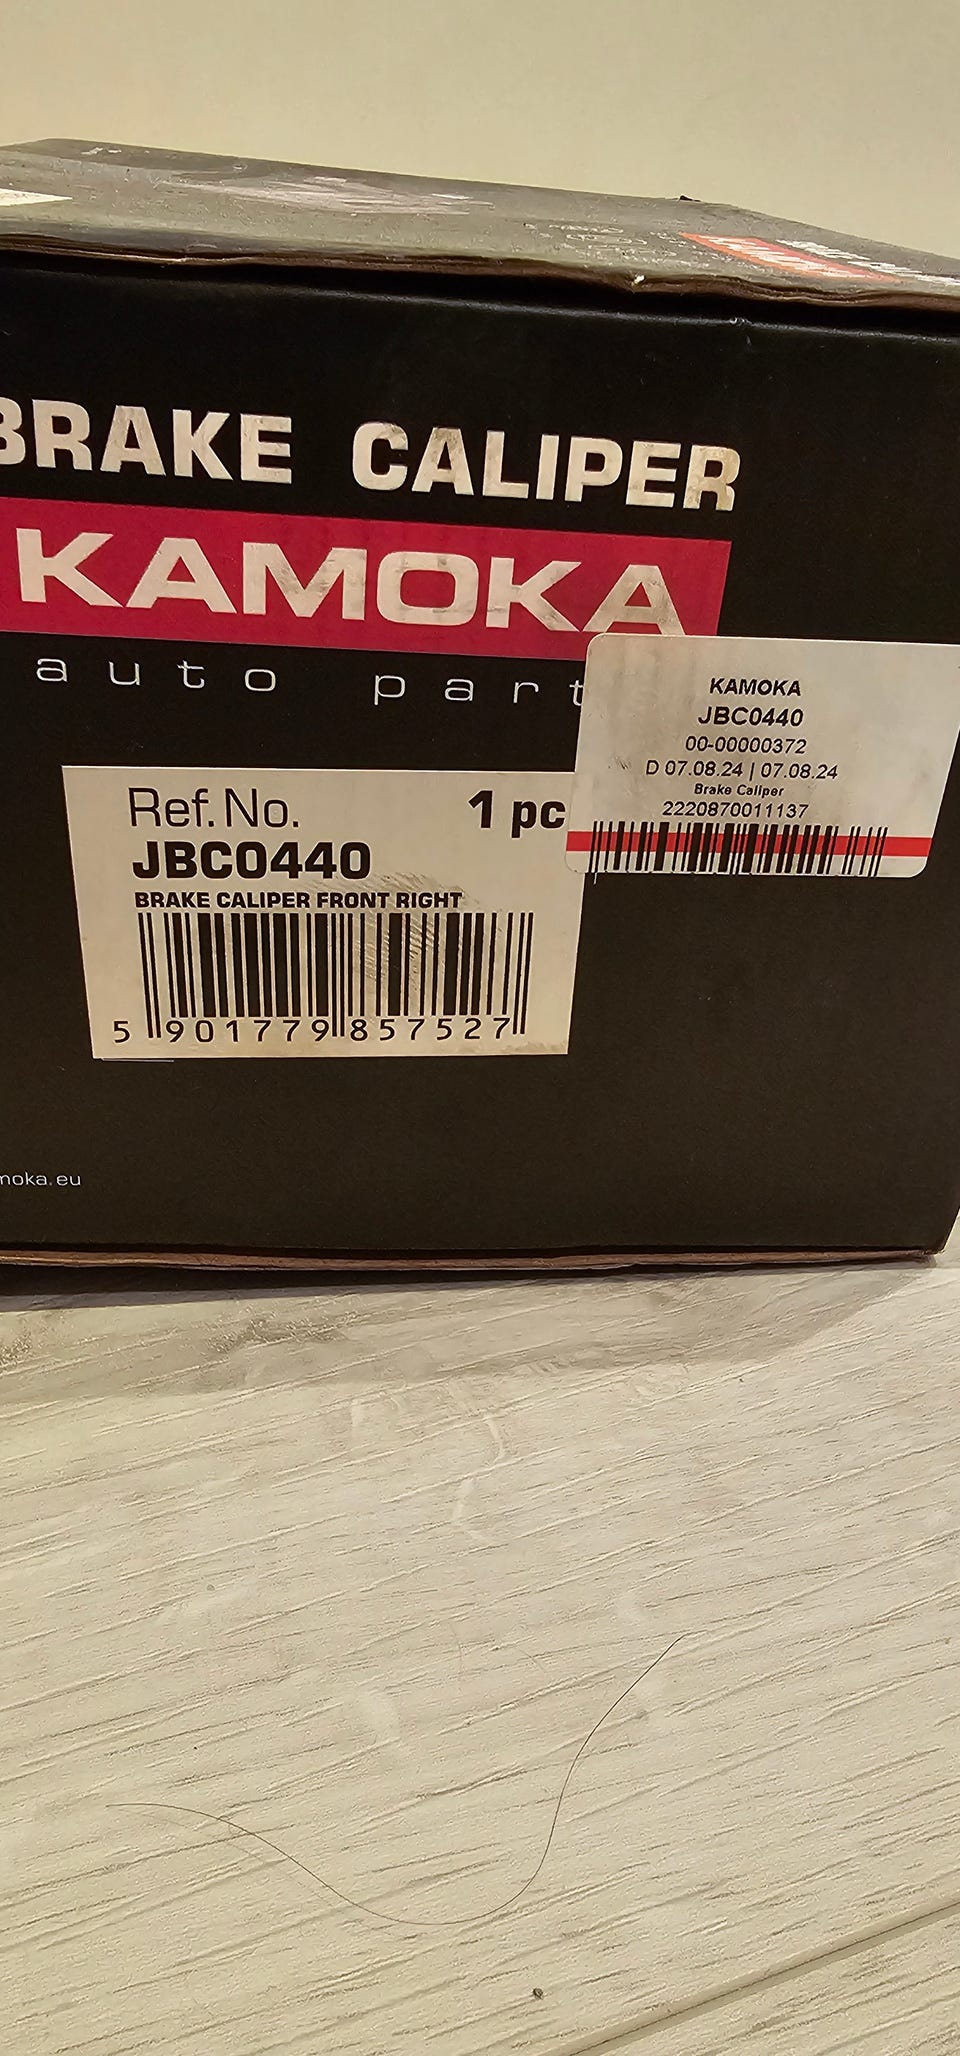 BRAKE CALIPER
KAMOKA
auto part
Ref.No. 1 pc
JBC0440
BRAKE CALIPER FRONT RIGHT
5 901779 857527
KAMOKA
JBC0440
00-00000372
D 07.08.24 | 07.08.24
Brake Caliper
2220870011137
moka.eu